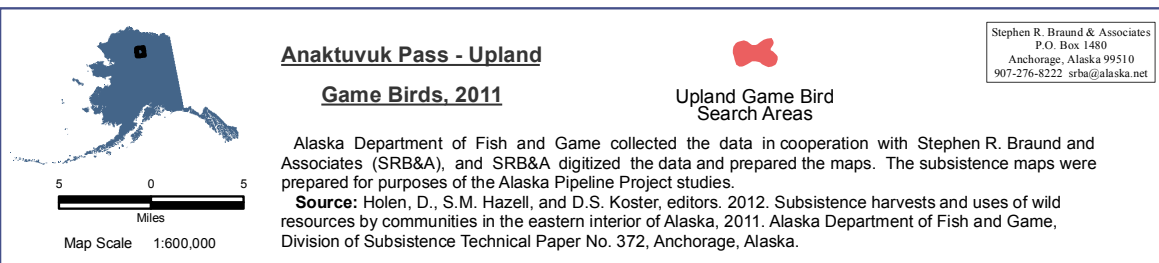 Anaktuvuk Pass - Upland
Game Birds, 2011
Upland Game Bird
Search Areas
Stephen R. Braund & Associates
P.O. Box 1480
Anchorage, Alaska 99510
907-276-8222 srba@alaska.net
Alaska Department of Fish and Game collected the data in cooperation with Stephen R. Braund and
Associates (SRB&A), and SRB&A digitized the data and prepared the maps. The subsistence maps were
prepared for purposes of the Alaska Pipeline Project studies.
Source: Holen, D., S.M. Hazell, and D.S. Koster, editors. 2012. Subsistence harvests and uses of wild
resources by communities in the eastern interior of Alaska, 2011. Alaska Department of Fish and Game,
Division of Subsistence Technical Paper No. 372, Anchorage, Alaska.
5 0 5
Miles
Map Scale 1:600,000